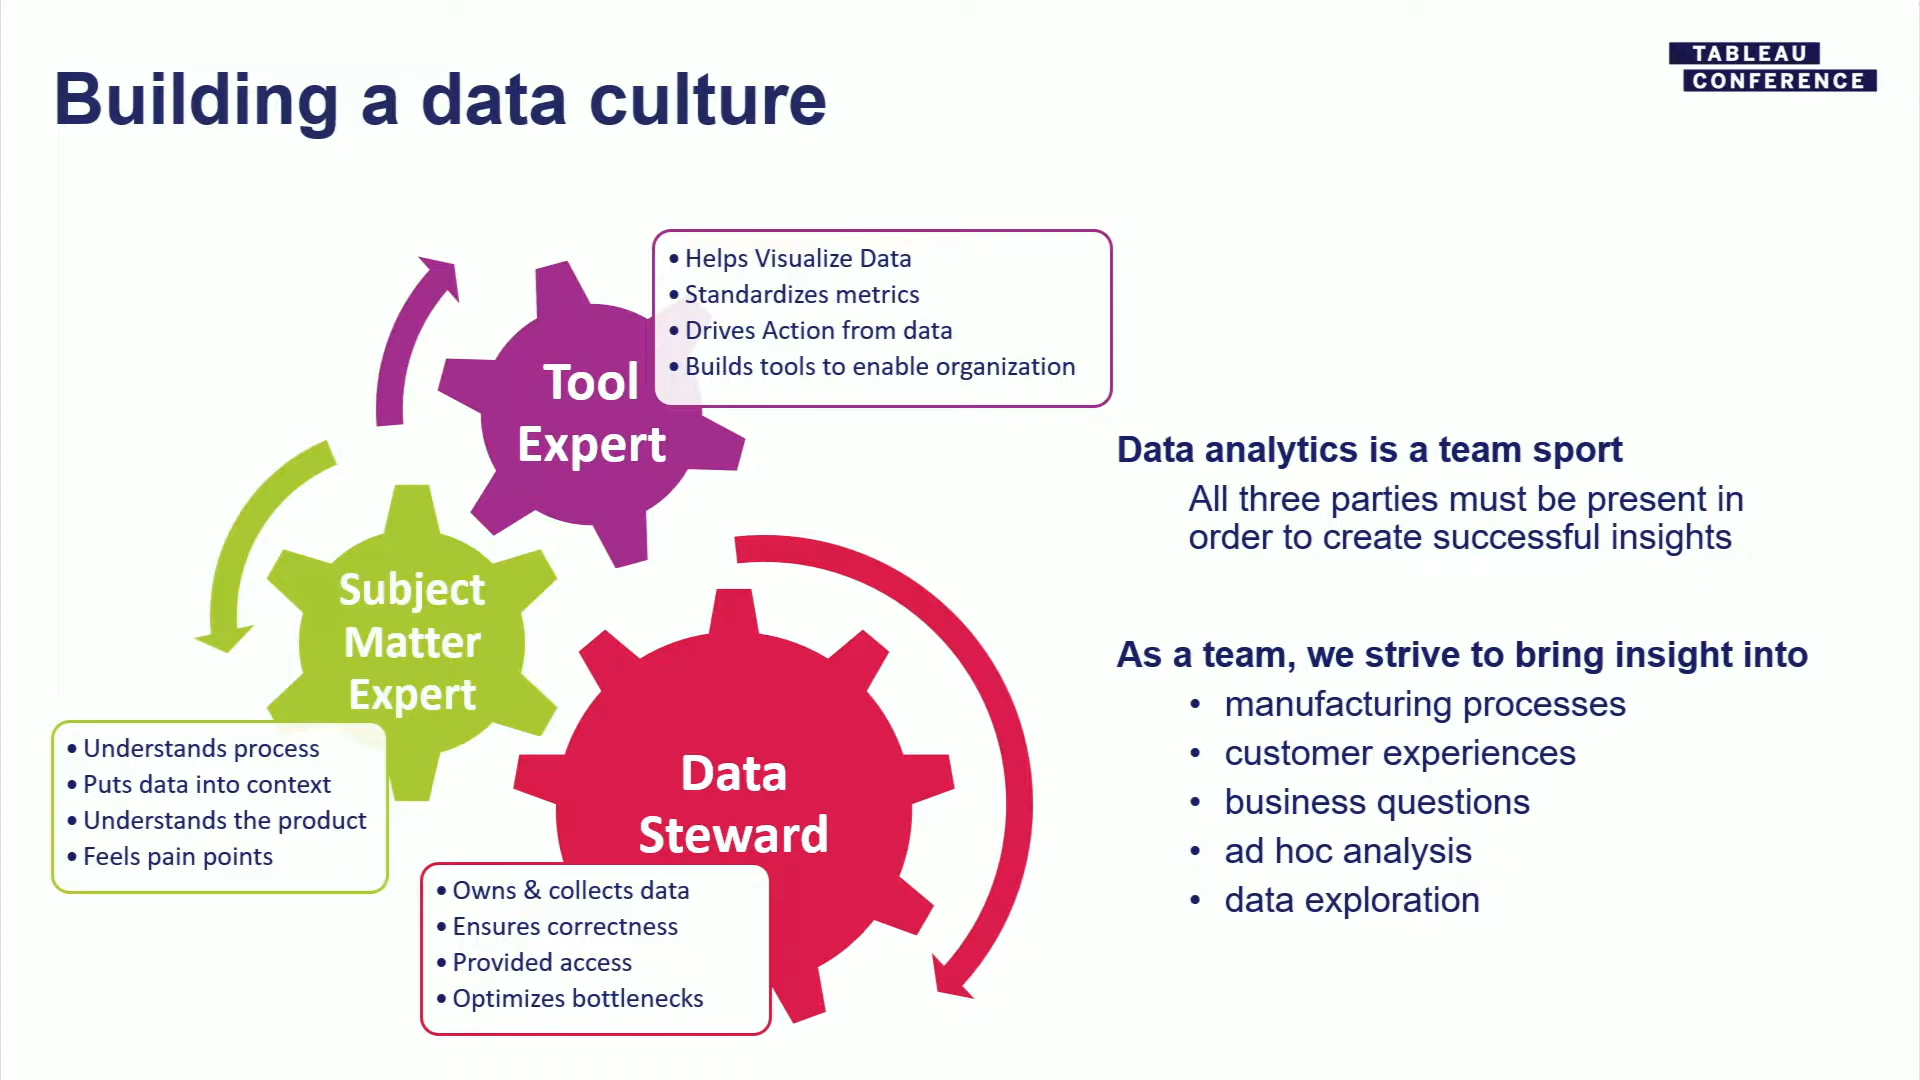 TABLEAU
CONFERENCE
Building a data culture
• Helps Visualize Data
• Standardizes metrics
• Drives Action from data
• Builds tools to enable organization
Tool
Expert
Subject
Matter
Expert
• Understands process
• Puts data into context
• Understands the product
• Feels pain points
Data
Steward
• Owns & collects data
• Ensures correctness
• Provided access
• Optimizes bottlenecks
Data analytics is a team sport
All three parties must be present in
order to create successful insights
As a team, we strive to bring insight into
• manufacturing processes
• customer experiences
• business questions
• ad hoc analysis
• data exploration